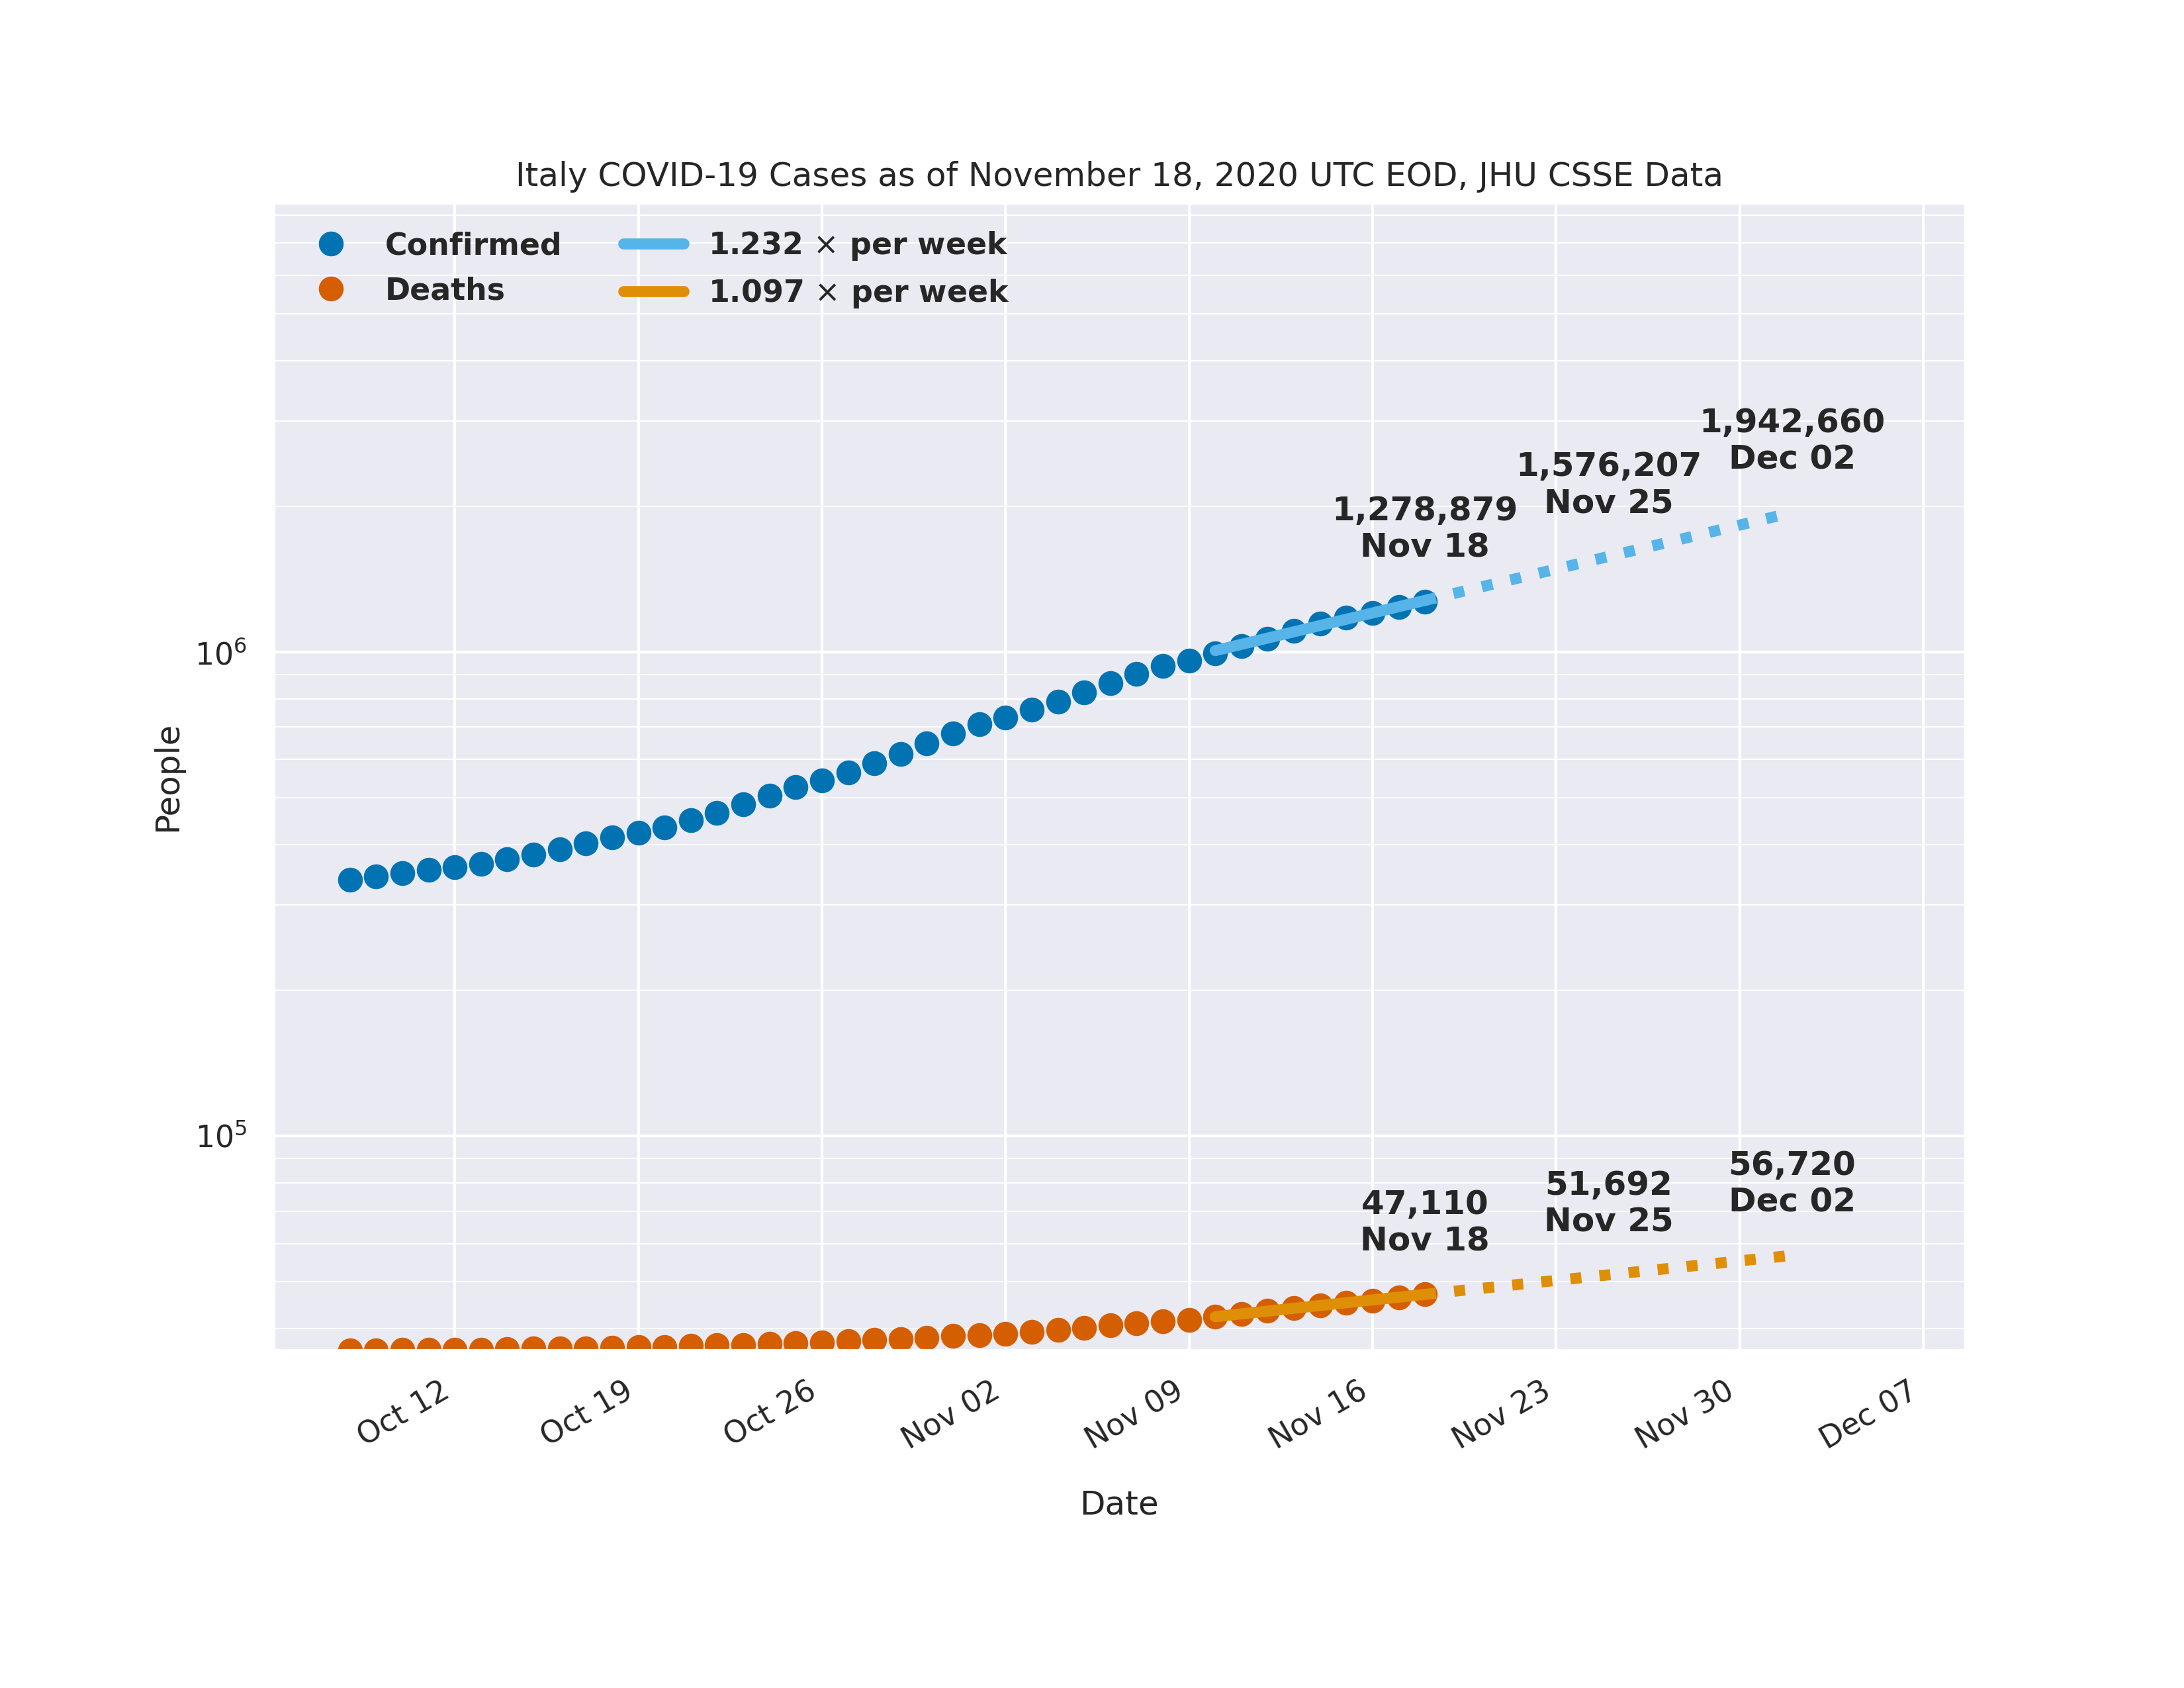 Italy COVID-19 Cases as of November 18, 2020 UTC EOD, JHU CSSE Data
Confirmed
Deaths
1.232 × per week
1.097 × per week
1,942,660
Dec 02
1,576,207
Nov 25
1,278,879
Nov 18
10⁶
People
10⁵
56,720
Dec 02
51,692
Nov 25
47,110
Nov 18
Oct 12
Oct 19
Oct 26
Nov 02
Nov 09
Nov 16
Nov 23
Nov 30
Dec 07
Date